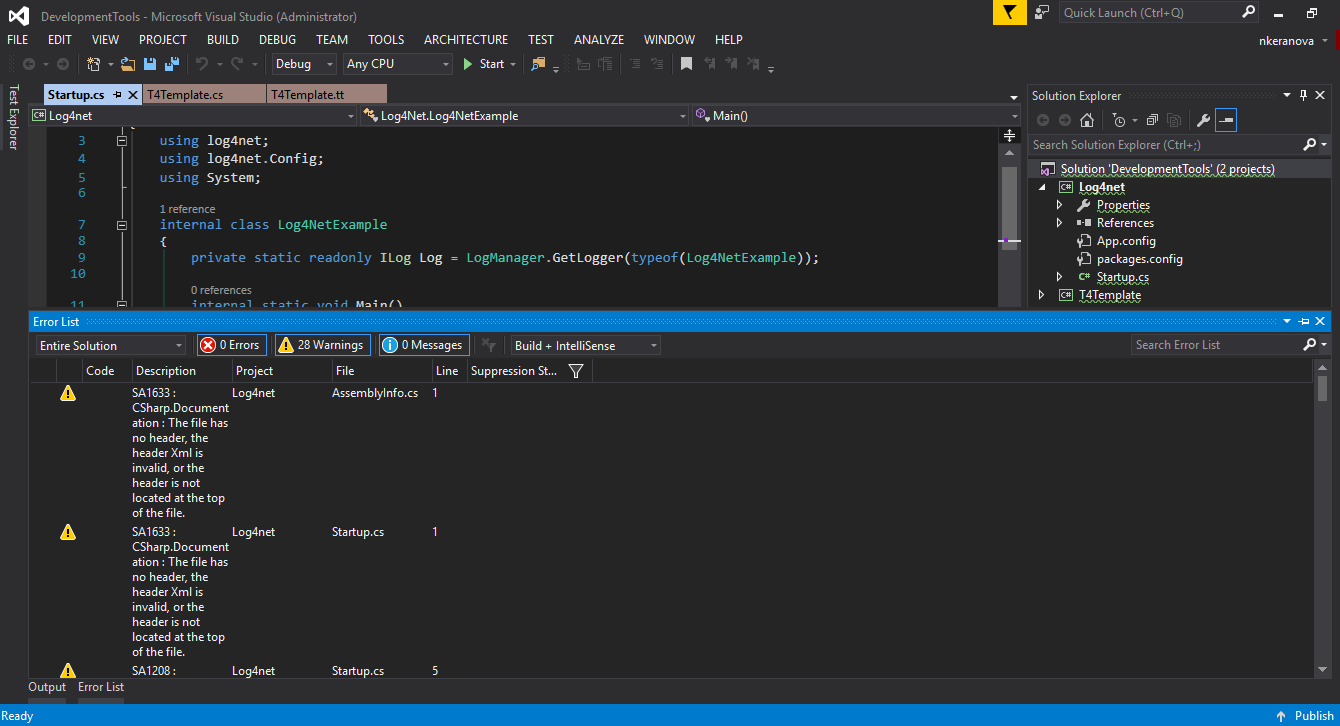 DevelopmentTools - Microsoft Visual Studio (Administrator)
Quick Launch (Ctrl+Q)
FILE EDIT VIEW PROJECT BUILD DEBUG TEAM TOOLS ARCHITECTURE TEST ANALYZE WINDOW HELP
nkeranova
Debug Any CPU Start
Test Explorer
Startup.cs T4Template.cs T4Template.tt
Log4net Log4Net.Log4NetExample Main()
3 using log4net;
4 using log4net.Config;
5 using System;
6
1 reference
7 internal class Log4NetExample
8 {
9 private static readonly ILog Log = LogManager.GetLogger(typeof(Log4NetExample));
10
0 references
11 internal static void Main()
Solution Explorer
Search Solution Explorer (Ctrl+;)
Solution 'DevelopmentTools' (2 projects)
Log4net
Properties
References
App.config
packages.config
Startup.cs
T4Template
Error List
Entire Solution 0 Errors 28 Warnings 0 Messages Build + IntelliSense Search Error List
Code Description Project File Line Suppression St...
SA1633 : Log4net AssemblyInfo.cs 1
CSharp.Document
ation : The file has
no header, the
header Xml is
invalid, or the
header is not
located at the top
of the file.
SA1633 : Log4net Startup.cs 1
CSharp.Document
ation : The file has
no header, the
header Xml is
invalid, or the
header is not
located at the top
of the file.
SA1208 : Log4net Startup.cs 5
Output Error List
Ready Publish